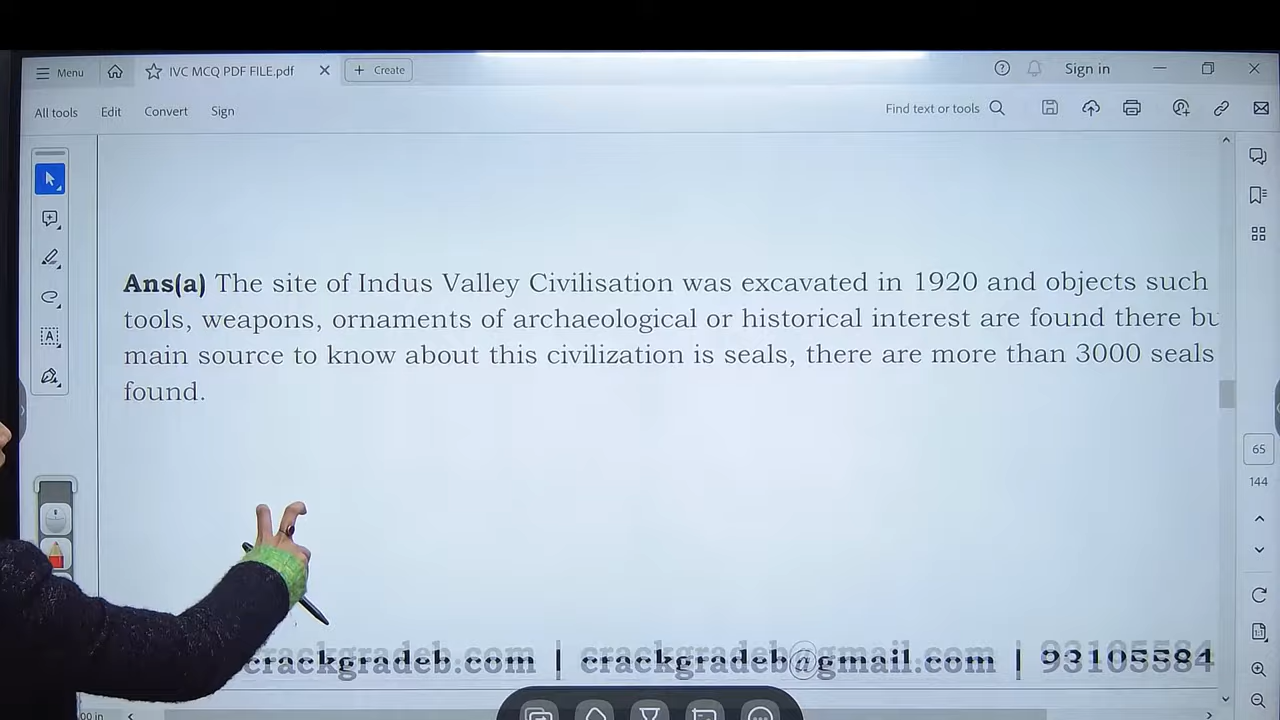 Menu
IVC MCQ PDF FILE.pdf
Create
Sign in
All tools
Edit
Convert
Sign
Find text or tools
Ans(a) The site of Indus Valley Civilisation was excavated in 1920 and objects such
tools, weapons, ornaments of archaeological or historical interest are found there bu
main source to know about this civilization is seals, there are more than 3000 seals
found.
65
144
crackgradeb.com | crackgradeb@gmail.com | 93105584
00 in